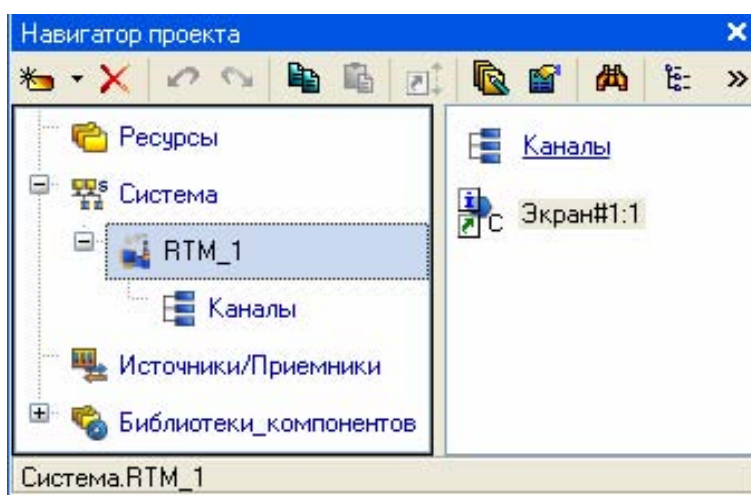 Навигатор проекта
Ресурсы
Система
RTM_1
Каналы
Источники/Приемники
Библиотеки_компонентов
Каналы
Экран#1:1
Система.RTM_1